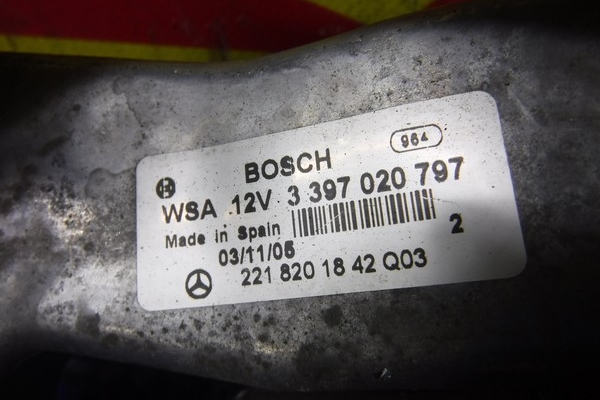 964
BOSCH
WSA 12V 3 397 020 797
Made in Spain
2
03/11/05
221 820 18 42 Q03